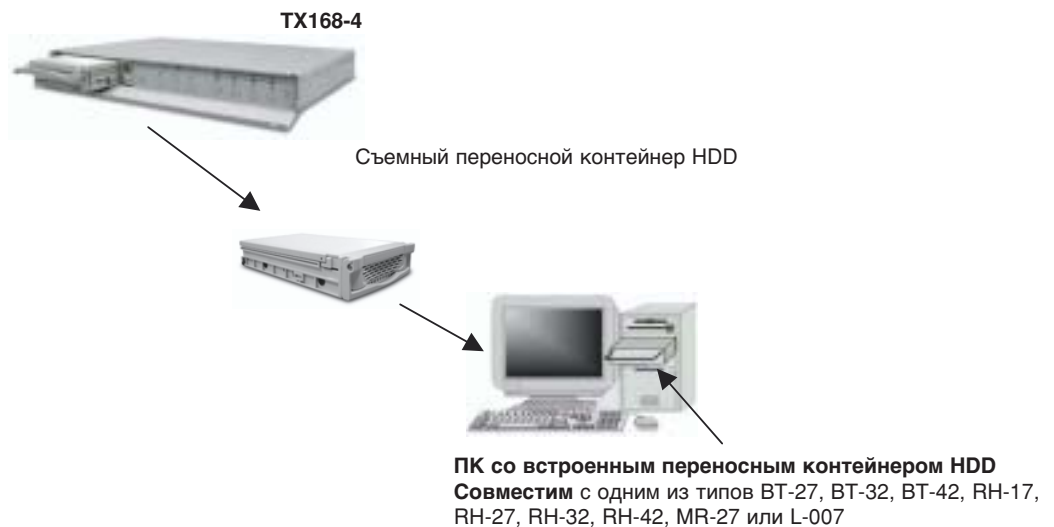 TX168-4
Съемный переносной контейнер HDD
ПК со встроенным переносным контейнером HDD
Совместим с одним из типов BT-27, BT-32, BT-42, RH-17,
RH-27, RH-32, RH-42, MR-27 или L-007